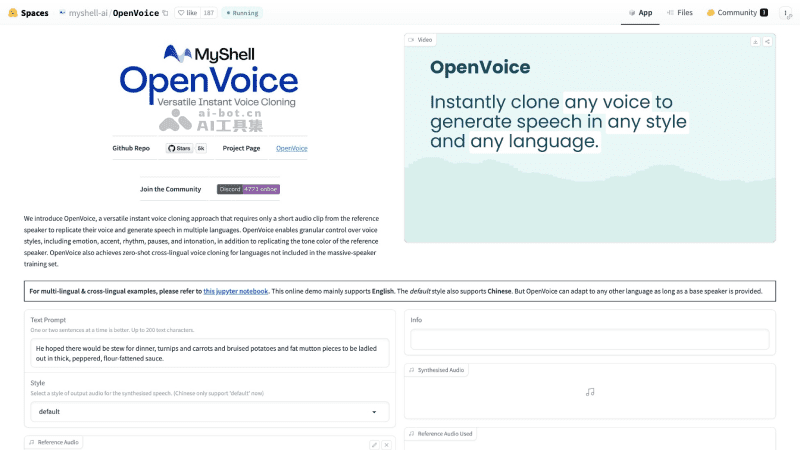 Spaces
myshell-ai/OpenVoice
like
187
Running
App
Files
Community
1
MyShell
OpenVoice
Versatile Instant Voice Cloning
ai-bot.cn
AI工具集
Github Repo
Stars
5k
Project Page
OpenVoice
Join the Community
Discord
4771 online
We introduce OpenVoice, a versatile instant voice cloning approach that requires only a short audio clip from the reference
speaker to replicate their voice and generate speech in multiple languages. OpenVoice enables granular control over voice
styles, including emotion, accent, rhythm, pauses, and intonation, in addition to replicating the tone color of the reference
speaker. OpenVoice also achieves zero-shot cross-lingual voice cloning for languages not included in the massive-speaker
training set.
Video
OpenVoice
Instantly clone any voice to
generate speech in any style
and any language.
For multi-lingual & cross-lingual examples, please refer to this jupyter notebook. This online demo mainly supports English. The default style also supports Chinese. But OpenVoice can adapt to any other language as long as a base speaker is provided.
Text Prompt
One or two sentences at a time is better. Up to 200 text characters.
He hoped there would be stew for dinner, turnips and carrots and bruised potatoes and fat mutton pieces to be ladled
out in thick, peppered, flour-fattened sauce.
Style
Select a style of output audio for the synthesised speech. (Chinese only support 'default' now)
default
Reference Audio
Info
Synthesised Audio
Reference Audio Used